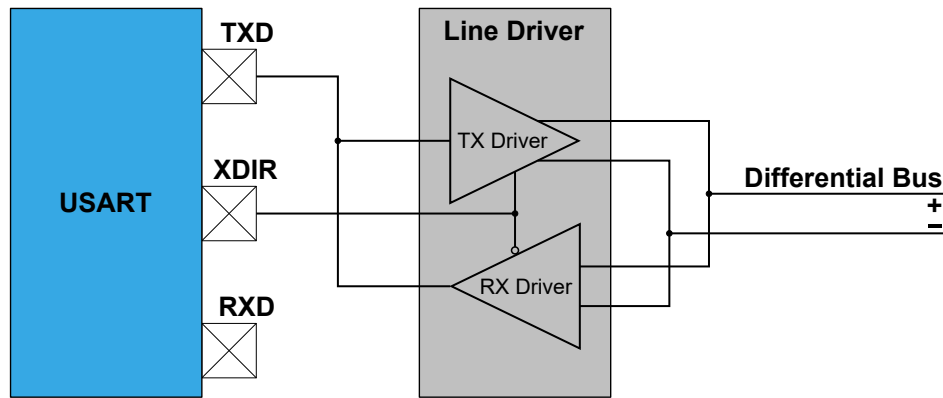 TXD
Line Driver
TX Driver
XDIR
USART
Differential Bus
+
−
RX Driver
RXD